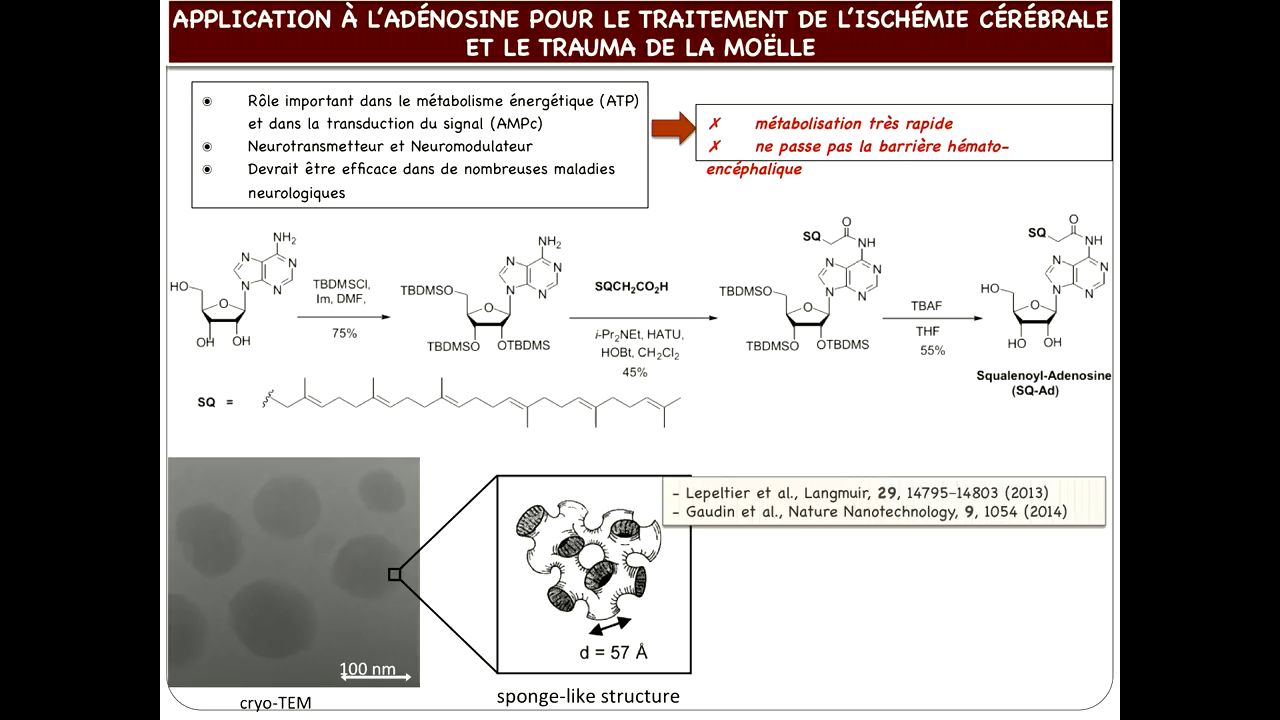 APPLICATION À L'ADÉNOSINE POUR LE TRAITEMENT DE L'ISCHÉMIE CÉRÉBRALE
ET LE TRAUMA DE LA MOËLLE
◉ Rôle important dans le métabolisme énergétique (ATP)
et dans la transduction du signal (AMPc)
◉ Neurotransmetteur et Neuromodulateur
◉ Devrait être efficace dans de nombreuses maladies
neurologiques
✗ métabolisation très rapide
✗ ne passe pas la barrière hémato-
encéphalique
NH2
N
N
N
N
HO
O
OH
OH
TBDMSCl,
Im, DMF,
75%
NH2
N
N
N
N
TBDMSO
O
TBDMSO
OTBDMS
SQCH2CO2H
i-Pr2NEt, HATU,
HOBt, CH2Cl2
45%
O
SQ
NH
N
N
N
N
TBDMSO
O
TBDMSO
OTBDMS
TBAF
THF
55%
O
SQ
NH
N
N
N
N
HO
O
HO
OH
Squalenoyl-Adenosine
(SQ-Ad)
SQ =
- Lepeltier et al., Langmuir, 29, 14795-14803 (2013)
- Gaudin et al., Nature Nanotechnology, 9, 1054 (2014)
d = 57 Å
100 nm
cryo-TEM
sponge-like structure